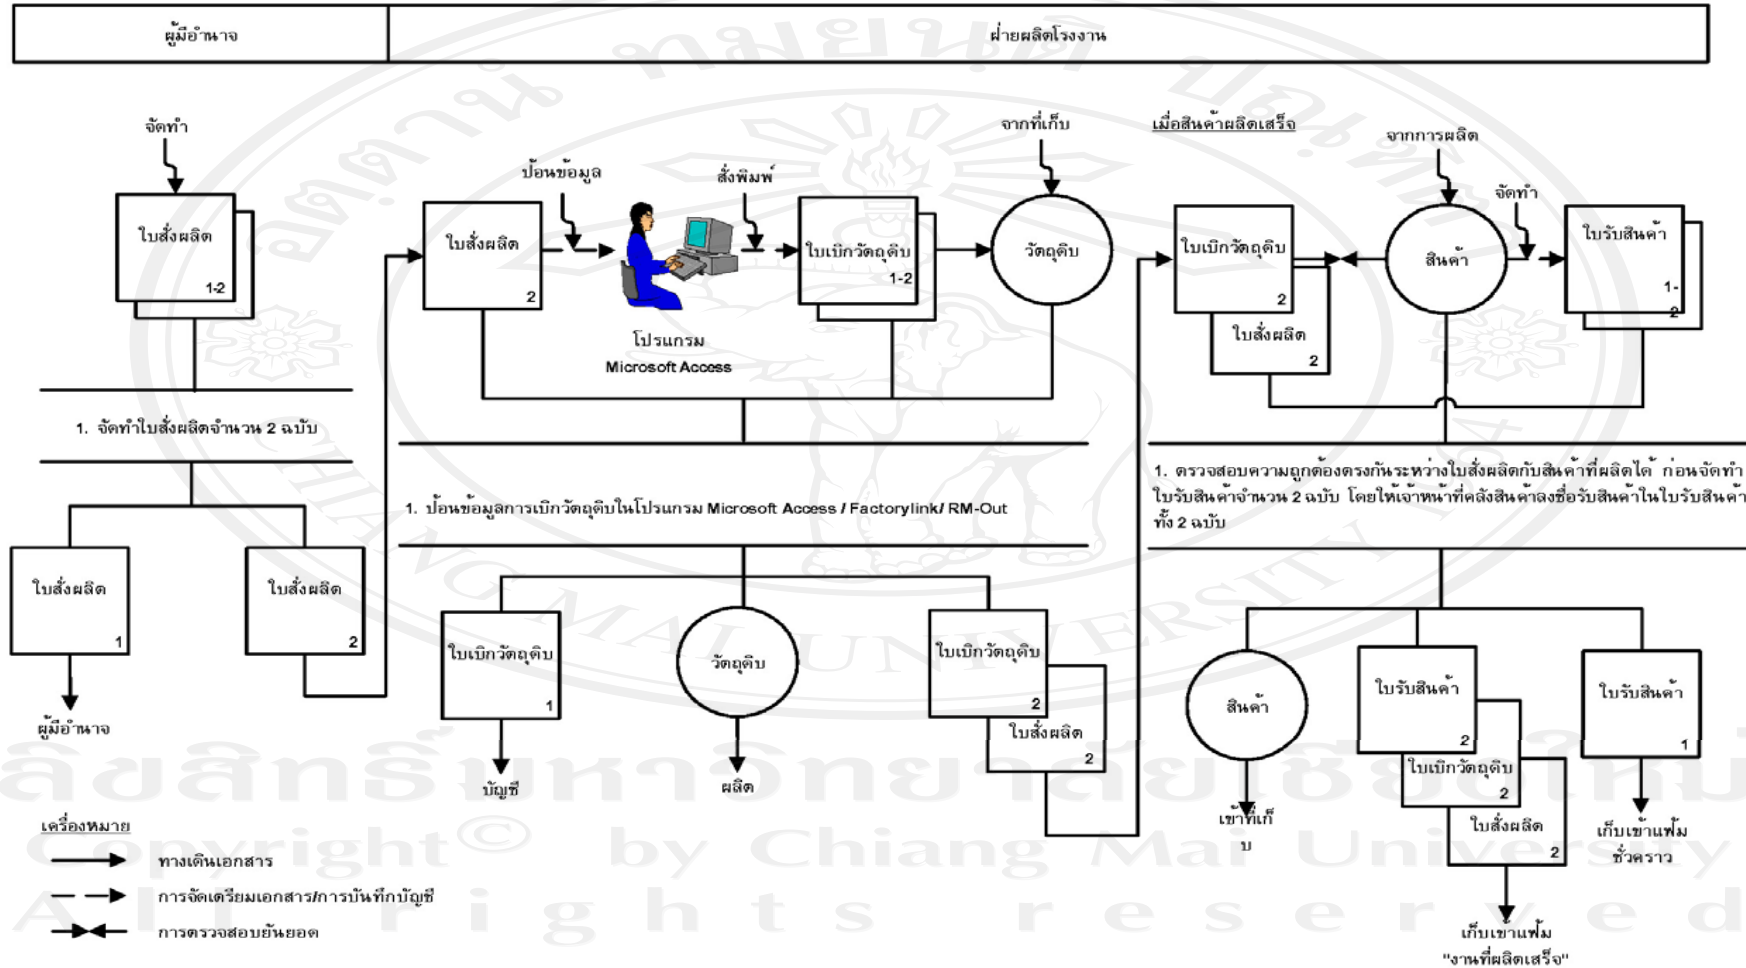 ผู้มีอำนาจ
ฝ่ายผลิตโรงงาน
จัดทำ
ใบสั่งผลิต
1-2
1. จัดทำใบสั่งผลิตจำนวน 2 ฉบับ
ใบสั่งผลิต
1
ใบสั่งผลิต
2
ผู้มีอำนาจ
ใบสั่งผลิต
2
ป้อนข้อมูล
สั่งพิมพ์
โปรแกรม
Microsoft Access
ใบเบิกวัตถุดิบ
1-2
จากที่เก็บ
วัตถุดิบ
1. ป้อนข้อมูลการเบิกวัตถุดิบในโปรแกรม Microsoft Access / Factorylink/ RM-Out
ใบเบิกวัตถุดิบ
1
บัญชี
วัตถุดิบ
ผลิต
ใบเบิกวัตถุดิบ
2
ใบสั่งผลิต
2
เมื่อสินค้าผลิตเสร็จ
ใบเบิกวัตถุดิบ
2
ใบสั่งผลิต
2
จากการผลิต
สินค้า
จัดทำ
ใบรับสินค้า
1-
2
1. ตรวจสอบความถูกต้องตรงกันระหว่างใบสั่งผลิตกับสินค้าที่ผลิตได้ ก่อนจัดทำ
ใบรับสินค้าจำนวน 2 ฉบับ โดยให้เจ้าหน้าที่คลังสินค้าลงชื่อรับสินค้าในใบรับสินค้า
ทั้ง 2 ฉบับ
สินค้า
เข้าที่เก็
บ
ใบรับสินค้า
2
ใบเบิกวัตถุดิบ
2
ใบสั่งผลิต
2
เก็บเข้าแฟ้ม
"งานที่ผลิตเสร็จ"
ใบรับสินค้า
1
เก็บเข้าแฟ้ม
ชั่วคราว
เครื่องหมาย
ทางเดินเอกสาร
การจัดเตรียมเอกสาร/การบันทึกบัญชี
การตรวจสอบยันยอด
CHIANG MAI UNIVERSITY 1964
ลิขสิทธิ์มหาวิทยาลัยเชียงใหม่
Copyright© by Chiang Mai University
All rights reserved